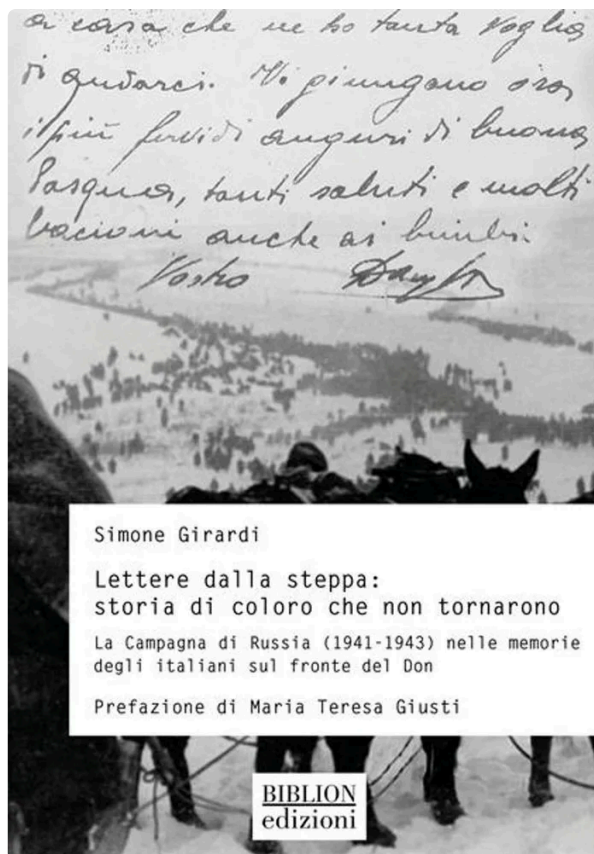 a casa che ne ho tanta voglia
di andarci. Vi giungano ora
i più fervidi auguri di buona
Pasqua, tanti saluti e molti
bacioni anche ai bimbi.
Vostro
Simone Girardi
Lettere dalla steppa:
storia di coloro che non tornarono
La Campagna di Russia (1941-1943) nelle memorie
degli italiani sul fronte del Don
Prefazione di Maria Teresa Giusti
BIBLION
edizioni